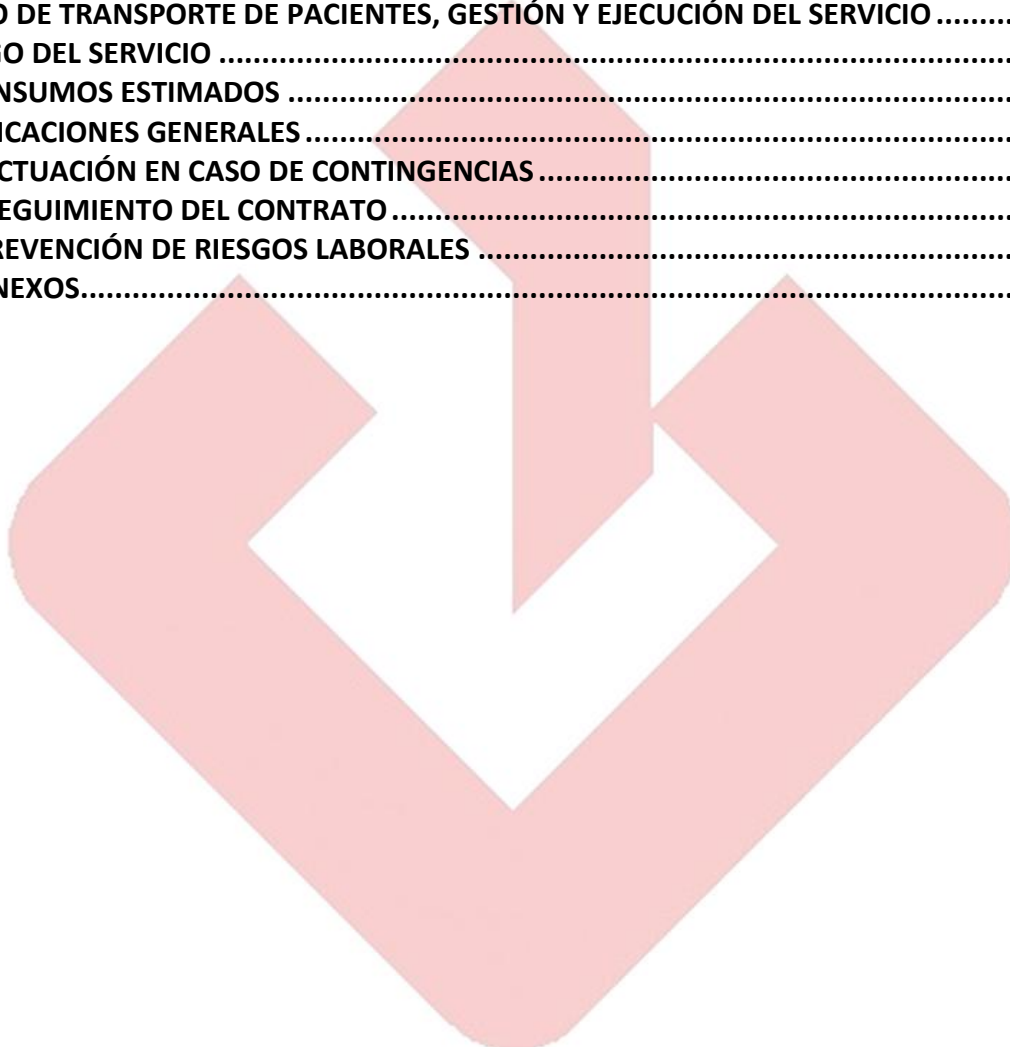 O DE TRANSPORTE DE PACIENTES, GESTIÓN Y EJECUCIÓN DEL SERVICIO .........
GO DEL SERVICIO ....................................................................................................
NSUMOS ESTIMADOS ..........................................................................................
ICACIONES GENERALES ........................................................................................
CTUACIÓN EN CASO DE CONTINGENCIAS ...........................................................
EGUIMIENTO DEL CONTRATO ..............................................................................
REVENCIÓN DE RIESGOS LABORALES ..................................................................
NEXOS.....................................................................................................................